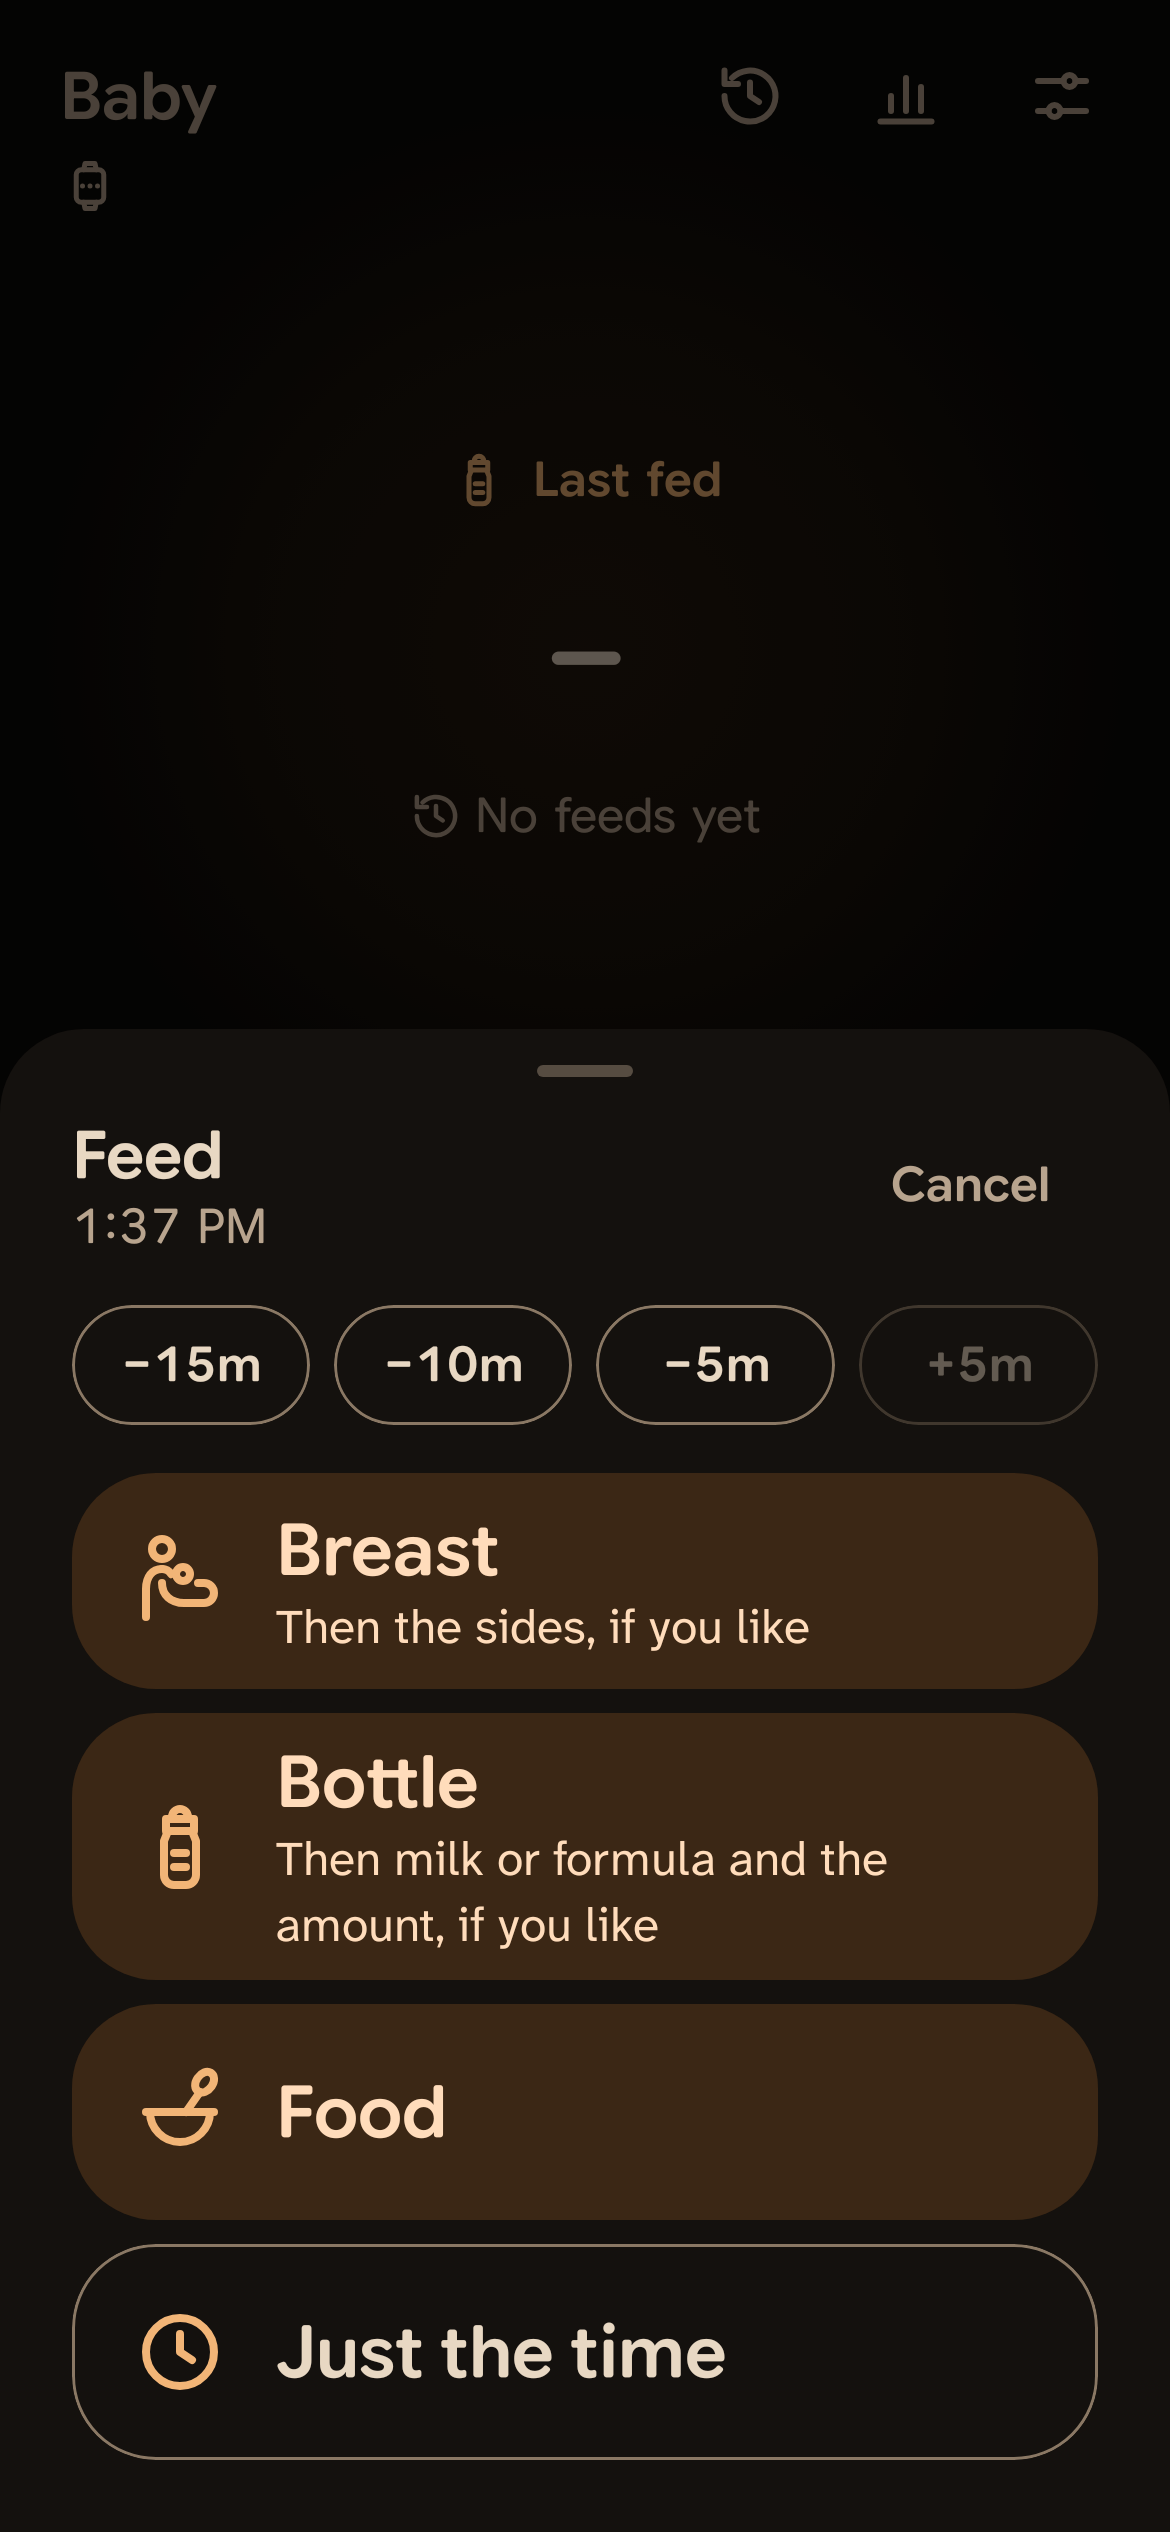 Baby
Last fed
–
No feeds yet
Feed
Cancel
1:37 PM
−15m
−10m
−5m
+5m
Breast
Then the sides, if you like
Bottle
Then milk or formula and the
amount, if you like
Food
Just the time